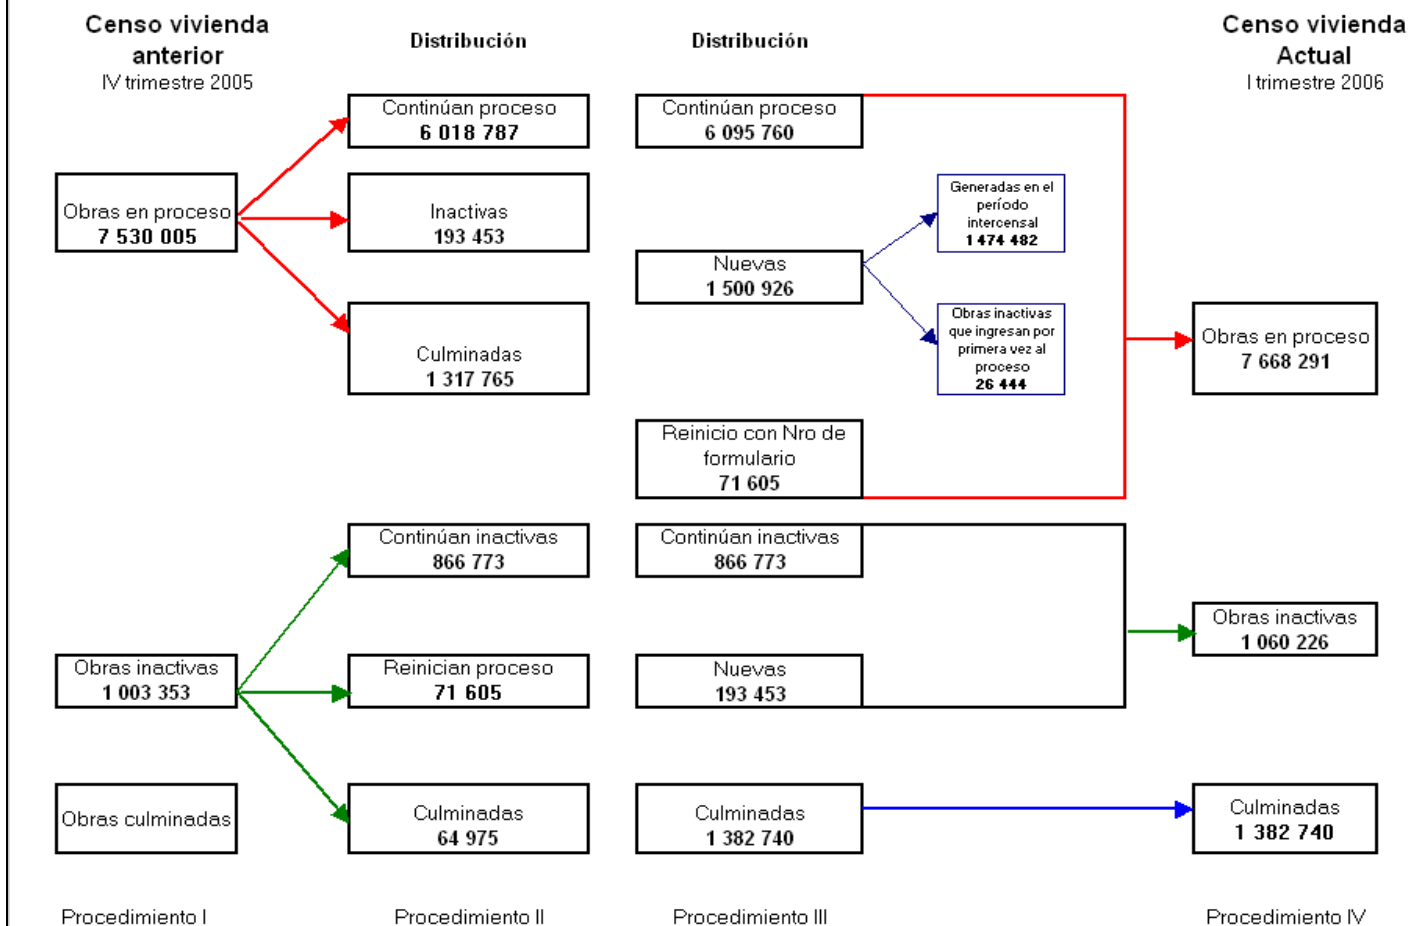 Censo vivienda
anterior
IV trimestre 2005
Distribución
Distribución
Censo vivienda
Actual
I trimestre 2006
Obras en proceso
7 530 005
Continúan proceso
6 018 787
Inactivas
193 453
Culminadas
1 317 765
Continúan proceso
6 095 760
Nuevas
1 500 926
Generadas en el
período
intercensal
1 474 482
Obras inactivas
que ingresan por
primera vez al
proceso
26 444
Reinicio con Nro de
formulario
71 605
Obras en proceso
7 668 291
Obras inactivas
1 003 353
Continúan inactivas
866 773
Reinician proceso
71 605
Culminadas
64 975
Continúan inactivas
866 773
Nuevas
193 453
Obras inactivas
1 060 226
Obras culminadas
Culminadas
1 382 740
Culminadas
1 382 740
Procedimiento I
Procedimiento II
Procedimiento III
Procedimiento IV